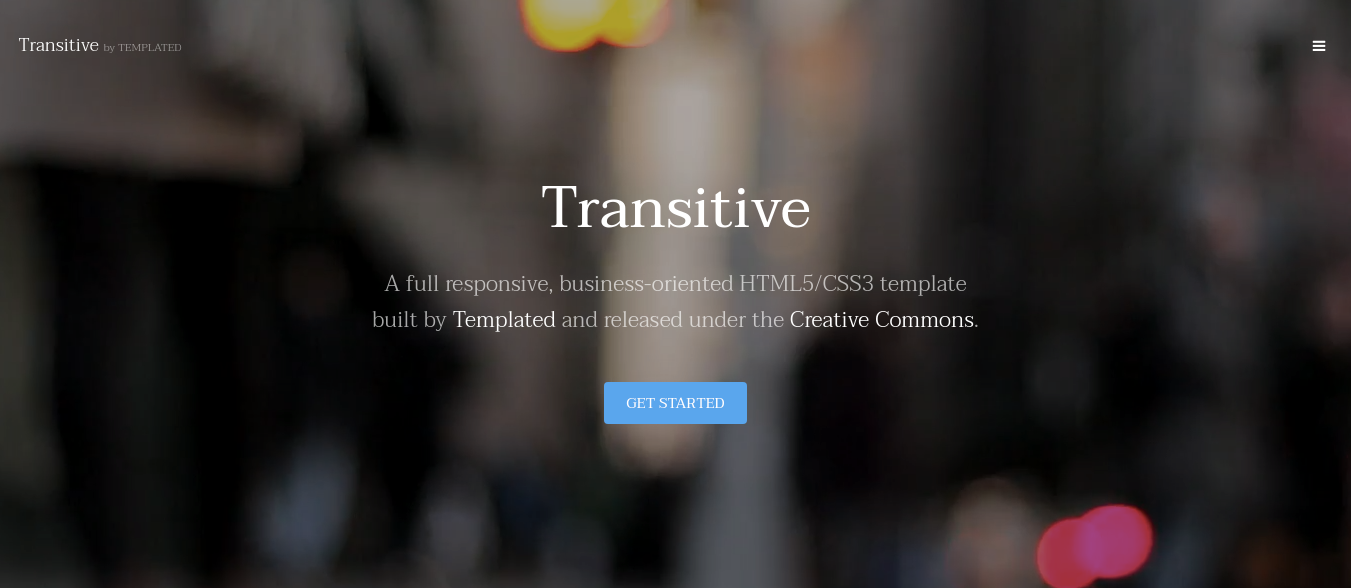 Transitive by TEMPLATED
Transitive
A full responsive, business-oriented HTML5/CSS3 template
built by Templated and released under the Creative Commons.
GET STARTED